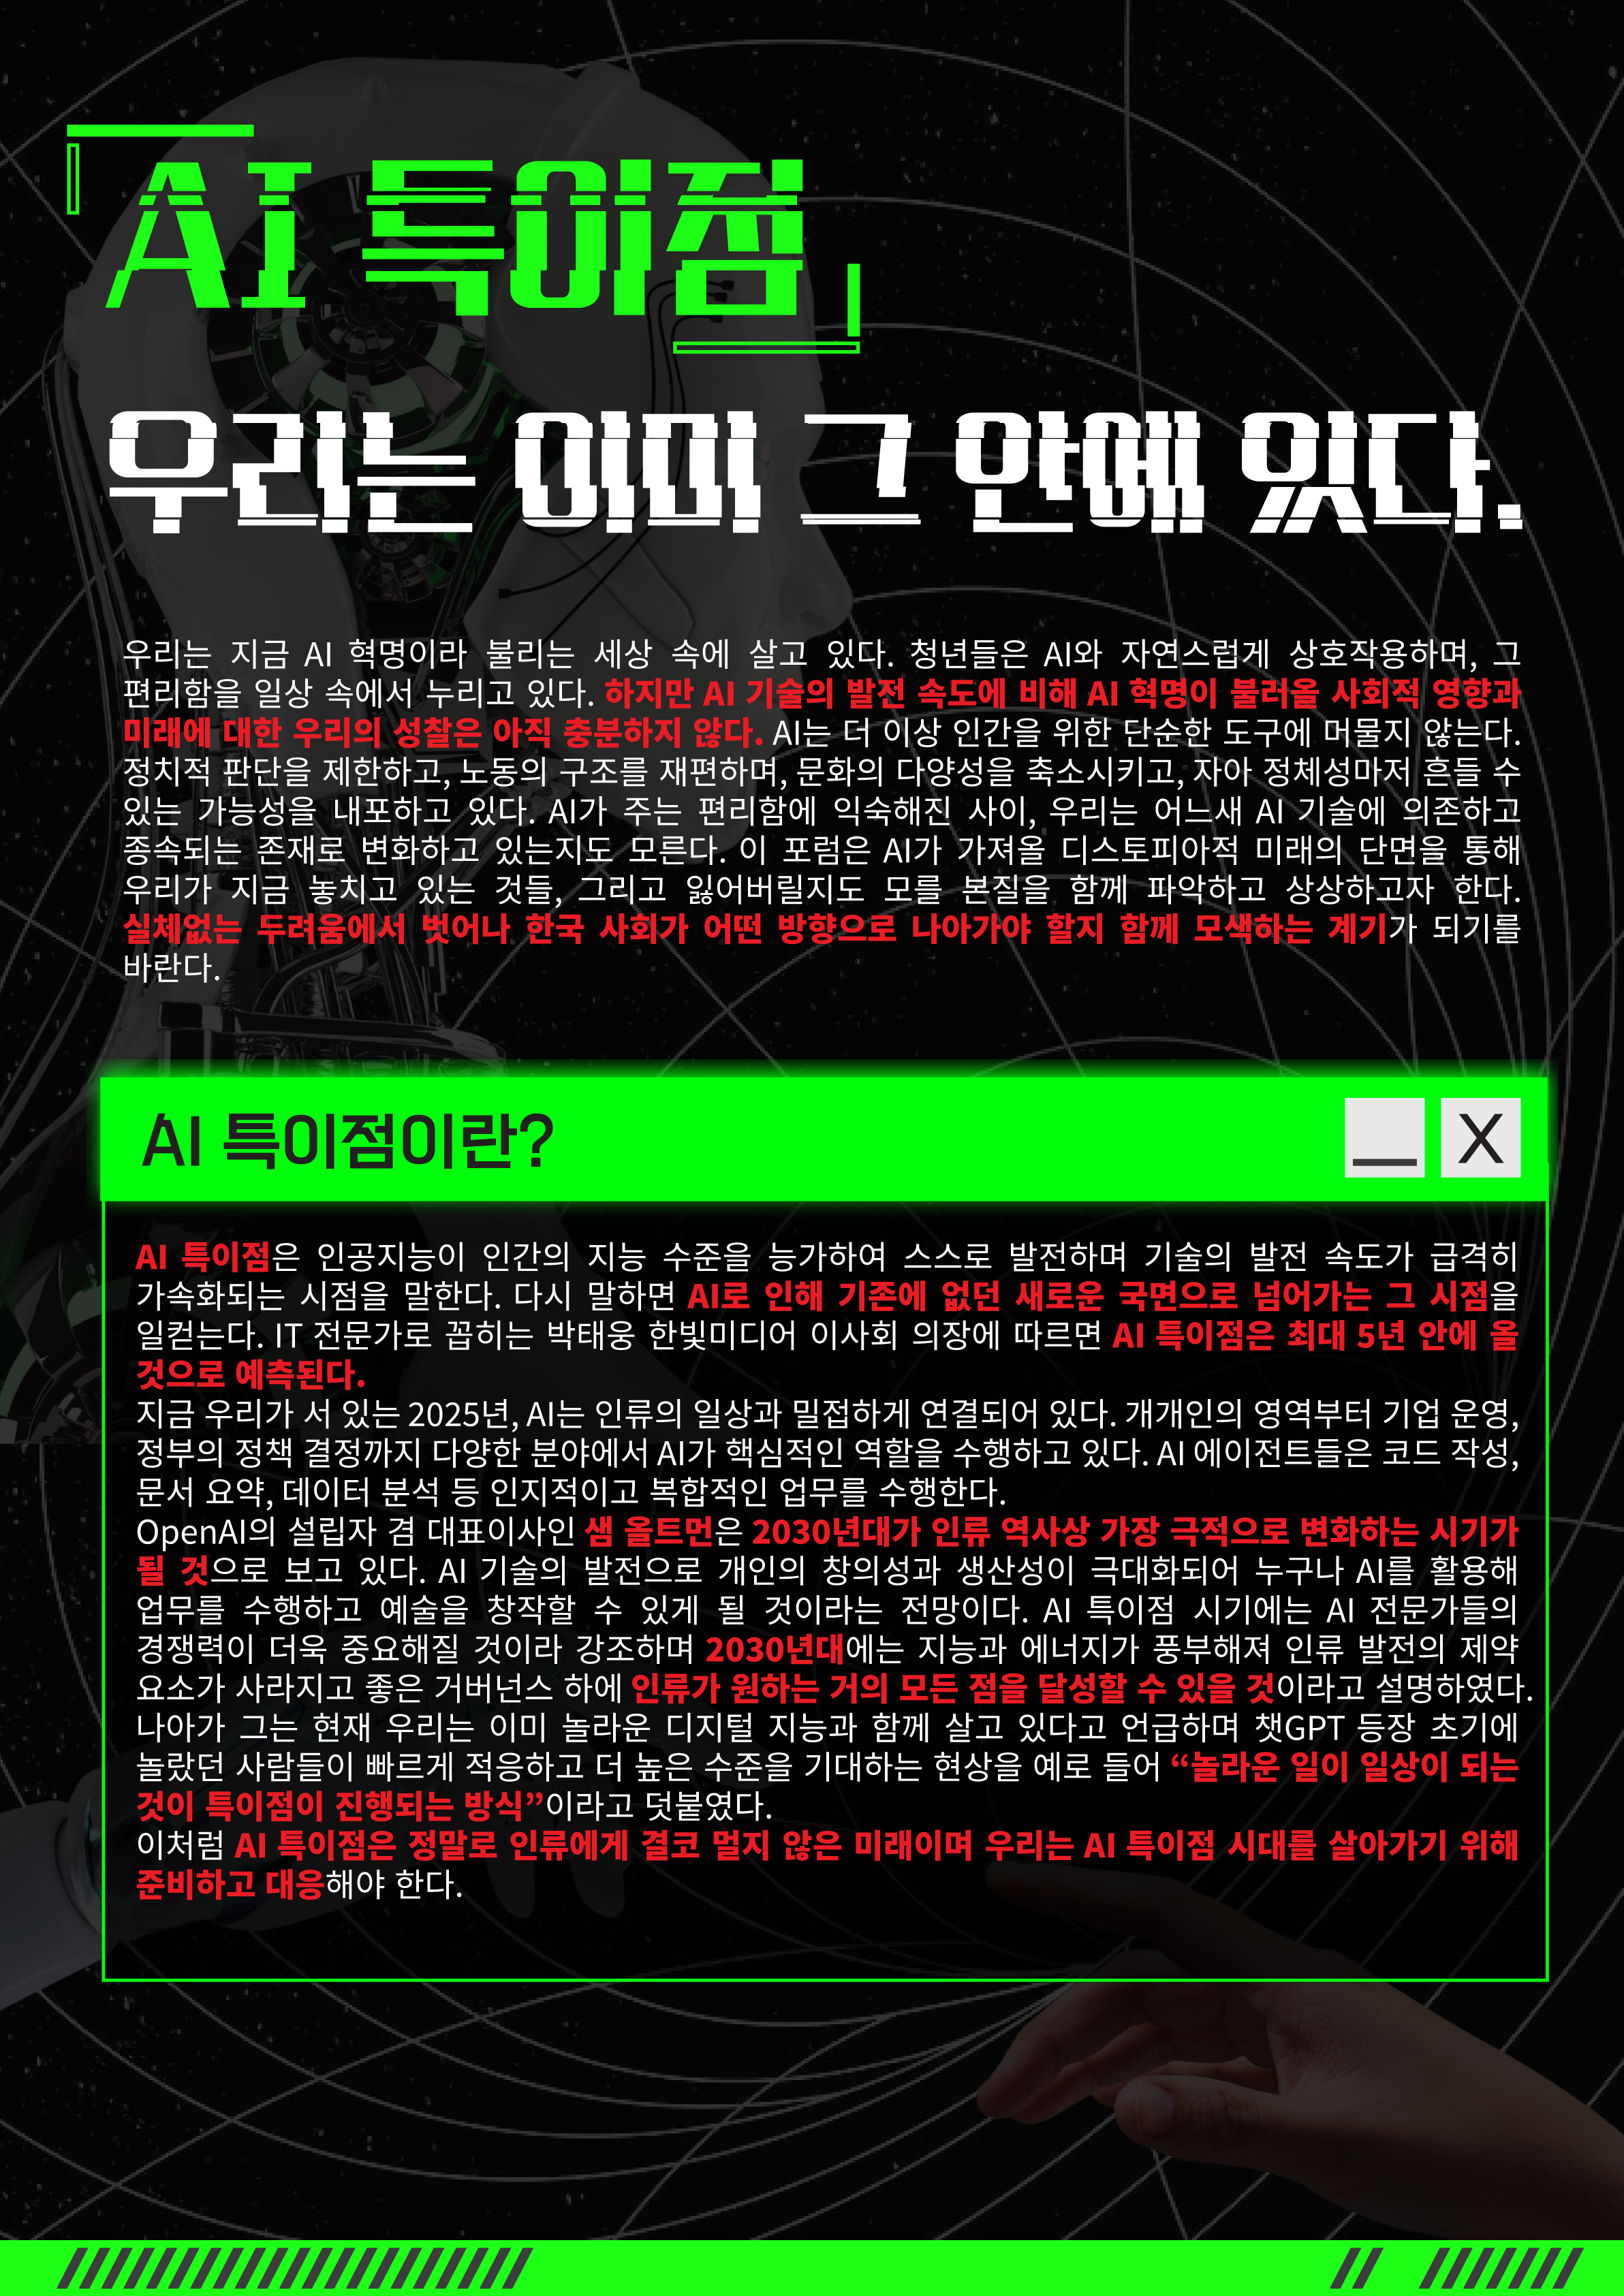 AI 특이점
우리는 이미 그 안에 있다.
우리는 지금 AI 혁명이라 불리는 세상 속에 살고 있다. 청년들은 AI와 자연스럽게 상호작용하며, 그
편리함을 일상 속에서 누리고 있다. 하지만 AI 기술의 발전 속도에 비해 AI 혁명이 불러올 사회적 영향과
미래에 대한 우리의 성찰은 아직 충분하지 않다. AI는 더 이상 인간을 위한 단순한 도구에 머물지 않는다.
정치적 판단을 제한하고, 노동의 구조를 재편하며, 문화의 다양성을 축소시키고, 자아 정체성마저 흔들 수
있는 가능성을 내포하고 있다. AI가 주는 편리함에 익숙해진 사이, 우리는 어느새 AI 기술에 의존하고
종속되는 존재로 변화하고 있는지도 모른다. 이 포럼은 AI가 가져올 디스토피아적 미래의 단면을 통해
우리가 지금 놓치고 있는 것들, 그리고 잃어버릴지도 모를 본질을 함께 파악하고 상상하고자 한다.
실체없는 두려움에서 벗어나 한국 사회가 어떤 방향으로 나아가야 할지 함께 모색하는 계기가 되기를
바란다.
AI 특이점이란?
X
AI 특이점은 인공지능이 인간의 지능 수준을 능가하여 스스로 발전하며 기술의 발전 속도가 급격히
가속화되는 시점을 말한다. 다시 말하면 AI로 인해 기존에 없던 새로운 국면으로 넘어가는 그 시점을
일컫는다. IT 전문가로 꼽히는 박태웅 한빛미디어 이사회 의장에 따르면 AI 특이점은 최대 5년 안에 올
것으로 예측된다.
지금 우리가 서 있는 2025년, AI는 인류의 일상과 밀접하게 연결되어 있다. 개개인의 영역부터 기업 운영,
정부의 정책 결정까지 다양한 분야에서 AI가 핵심적인 역할을 수행하고 있다. AI 에이전트들은 코드 작성,
문서 요약, 데이터 분석 등 인지적이고 복합적인 업무를 수행한다.
OpenAI의 설립자 겸 대표이사인 샘 올트먼은 2030년대가 인류 역사상 가장 극적으로 변화하는 시기가
될 것으로 보고 있다. AI 기술의 발전으로 개인의 창의성과 생산성이 극대화되어 누구나 AI를 활용해
업무를 수행하고 예술을 창작할 수 있게 될 것이라는 전망이다. AI 특이점 시기에는 AI 전문가들의
경쟁력이 더욱 중요해질 것이라 강조하며 2030년대에는 지능과 에너지가 풍부해져 인류 발전의 제약
요소가 사라지고 좋은 거버넌스 하에 인류가 원하는 거의 모든 점을 달성할 수 있을 것이라고 설명하였다.
나아가 그는 현재 우리는 이미 놀라운 디지털 지능과 함께 살고 있다고 언급하며 챗GPT 등장 초기에
놀랐던 사람들이 빠르게 적응하고 더 높은 수준을 기대하는 현상을 예로 들어 “놀라운 일이 일상이 되는
것이 특이점이 진행되는 방식”이라고 덧붙였다.
이처럼 AI 특이점은 정말로 인류에게 결코 멀지 않은 미래이며 우리는 AI 특이점 시대를 살아가기 위해
준비하고 대응해야 한다.